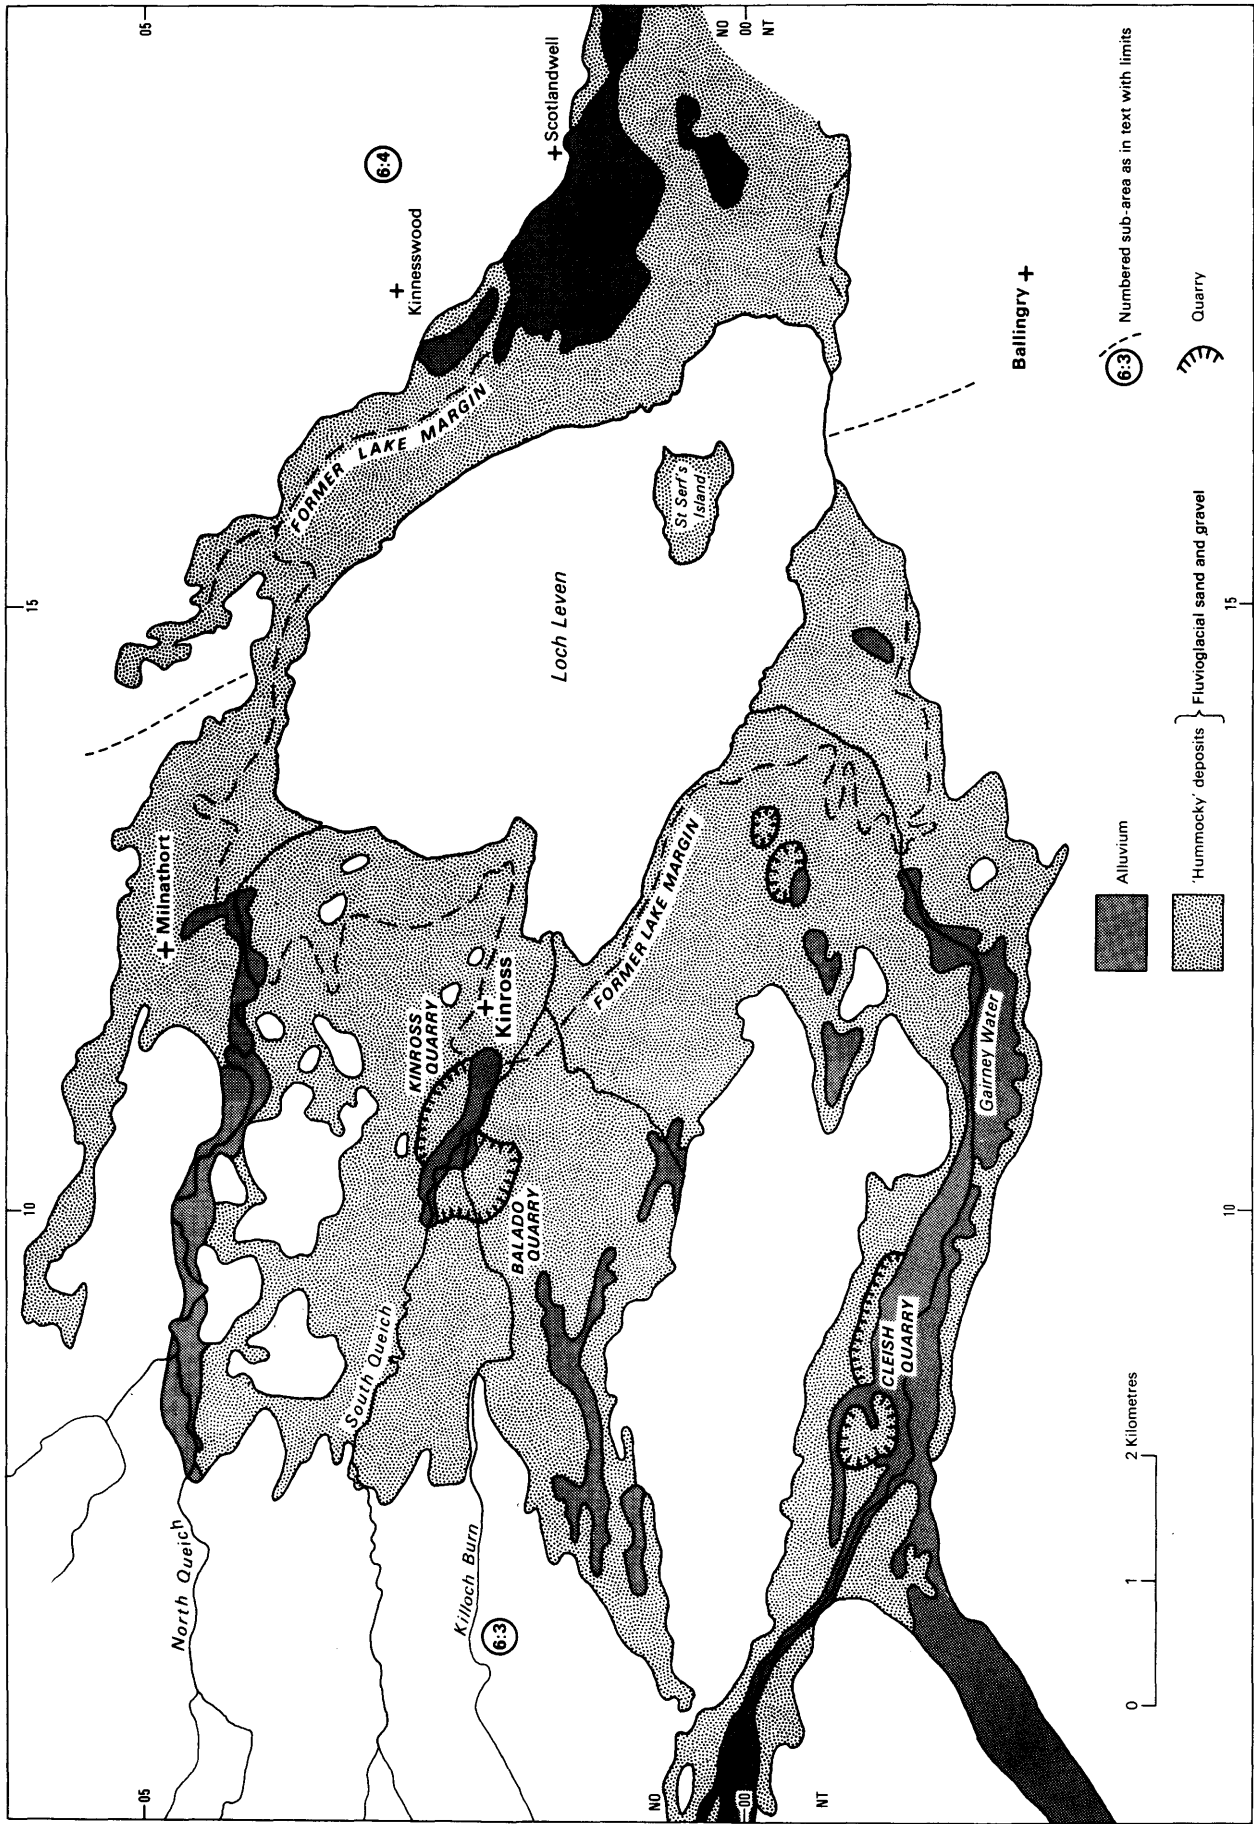 05
10
15
05
NO
00
NT
NO
00
NT
10
15
6:4
+ Scotlandwell
Kinnesswood
+ Milnathort
FORMER LAKE MARGIN
Loch Leven
St Serf's
Island
North Queich
South Queich
Killoch Burn
6:3
KINROSS
QUARRY
Kinross
BALADO
QUARRY
FORMER LAKE MARGIN
CLEISH
QUARRY
Gairney Water
Ballingry +
0
1
2 Kilometres
Alluvium
'Hummocky' deposits } Fluvioglacial sand and gravel
6:3 Numbered sub-area as in text with limits
Quarry